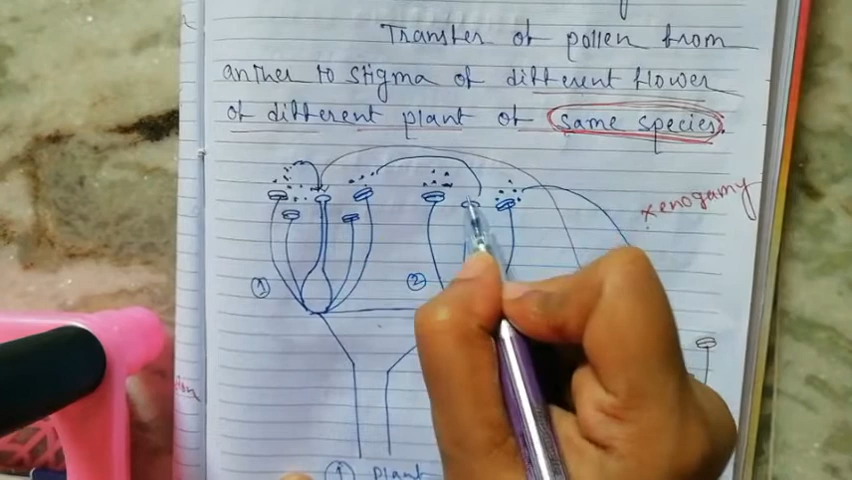 Transfer of pollen from
anther to stigma of different flower
of different plant of same species.
xenogamy
①
②
① Plant